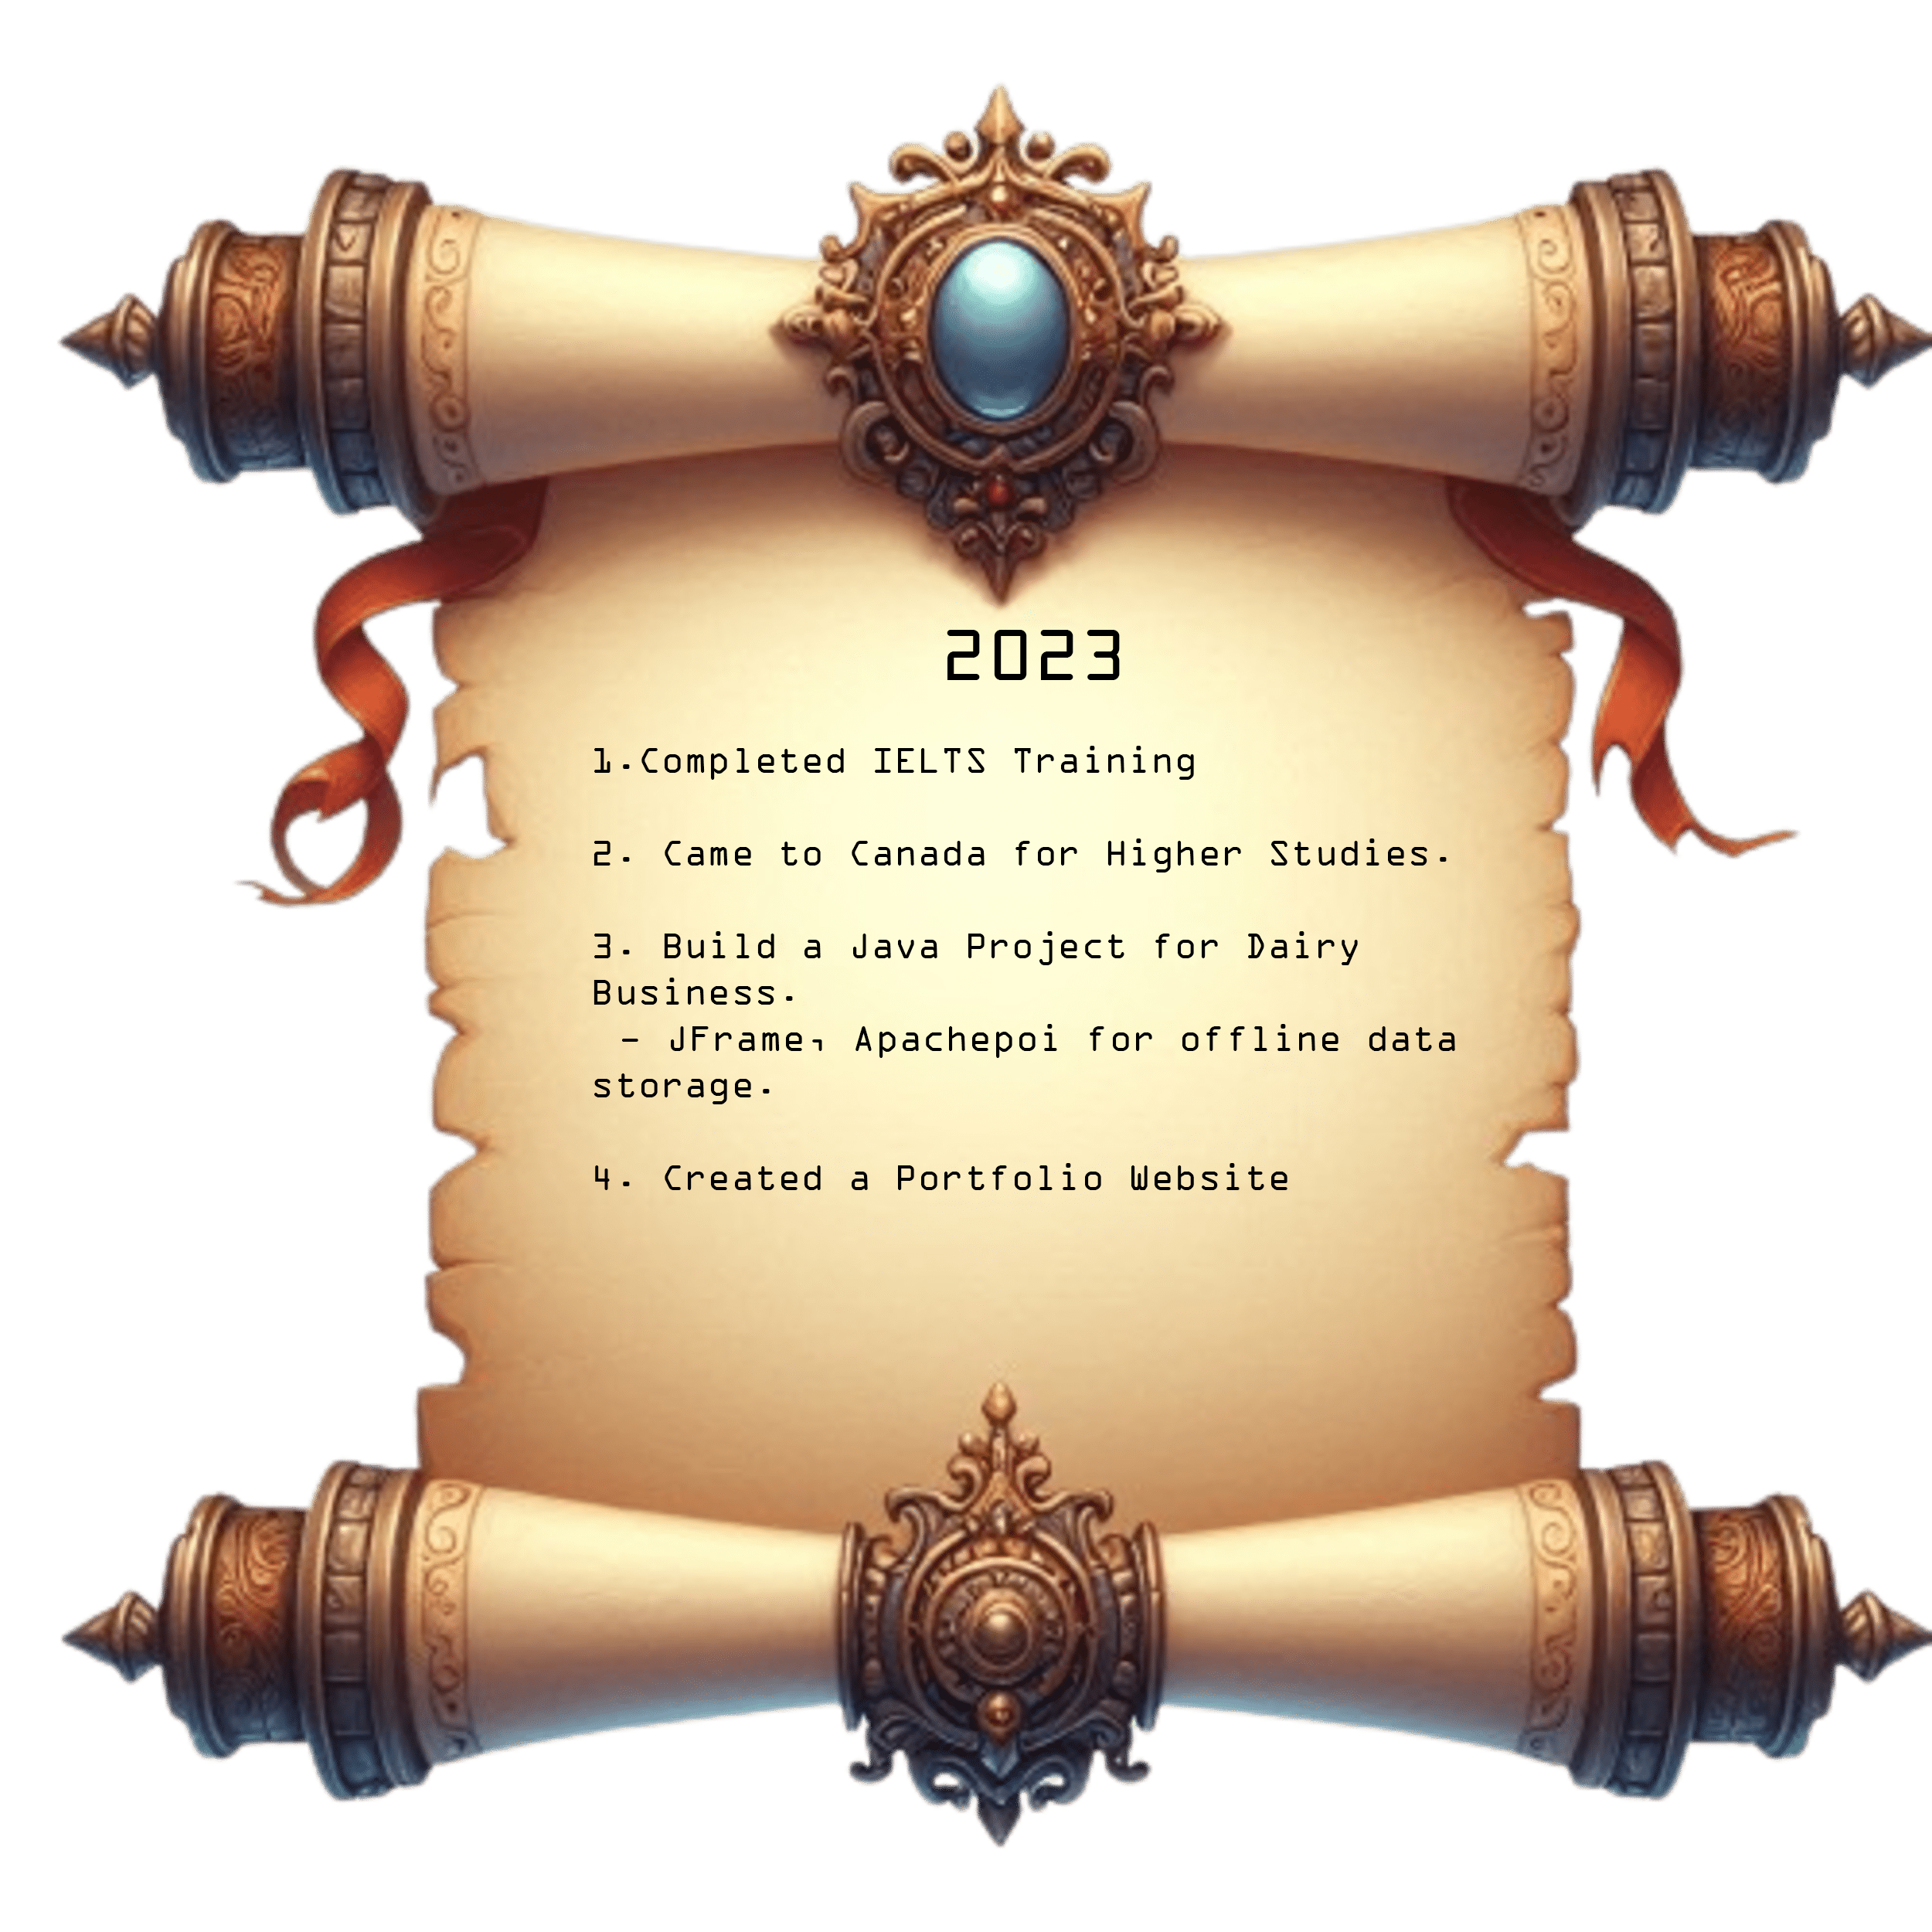 2023
1.Completed IELTS Training
2. Came to Canada for Higher Studies.
3. Build a Java Project for Dairy
Business.
- JFrame, Apachepoi for offline data
storage.
4. Created a Portfolio Website